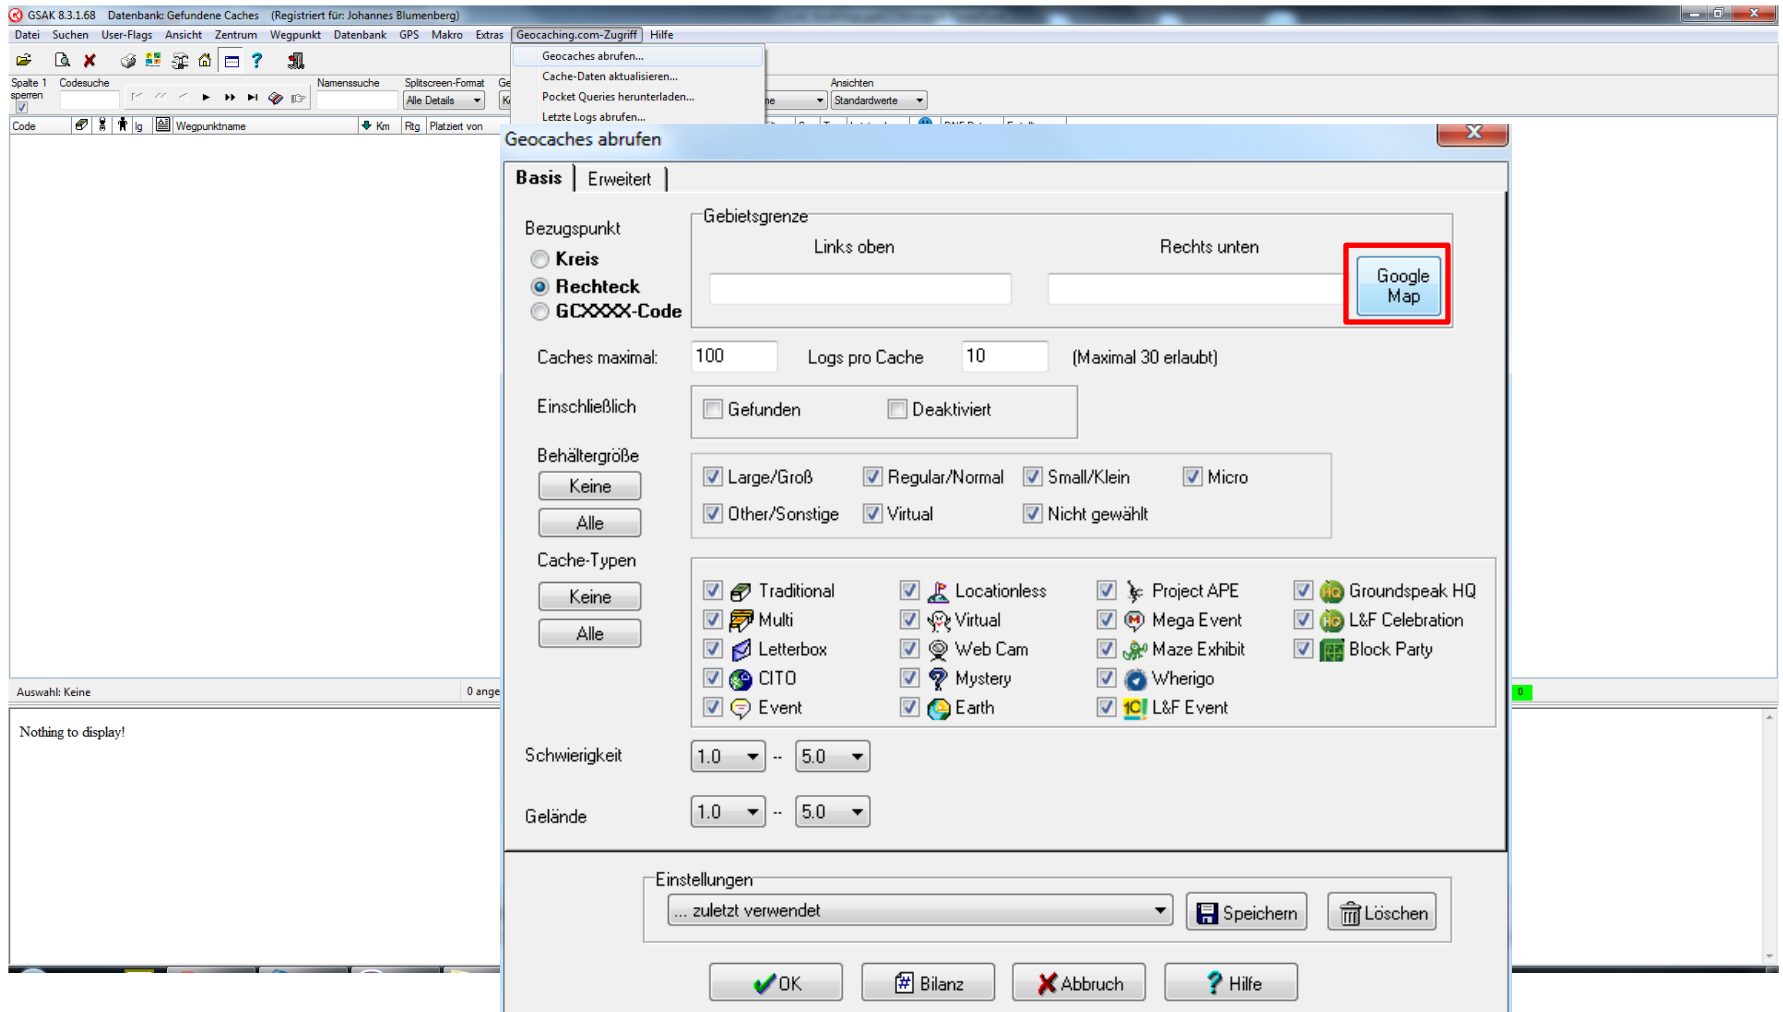 GSAK 8.3.1.68 Datenbank: Gefundene Caches (Registriert für: Johannes Blumenberg)
Datei Suchen User-Flags Ansicht Zentrum Wegpunkt Datenbank GPS Makro Extras Geocaching.com-Zugriff Hilfe
Geocaches abrufen...
Cache-Daten aktualisieren...
Pocket Queries herunterladen...
Letzte Logs abrufen...
Spalte 1 sperren
Codesuche
Namenssuche
Splitscreen-Format
Alle Details
Ansichten
Standardwerte
Code lg Wegpunktname Km Rtg Platziert von
Geocaches abrufen
Basis Erweitert
Bezugspunkt
Kreis
Rechteck
GCXXXX-Code
Gebietsgrenze
Links oben Rechts unten
Google Map
Caches maximal: 100 Logs pro Cache 10 (Maximal 30 erlaubt)
Einschließlich Gefunden Deaktiviert
Behältergröße
Keine
Alle
Large/Groß Regular/Normal Small/Klein Micro
Other/Sonstige Virtual Nicht gewählt
Cache-Typen
Keine
Alle
Traditional Locationless Project APE Groundspeak HQ
Multi Virtual Mega Event L&F Celebration
Letterbox Web Cam Maze Exhibit Block Party
CITO Mystery Wherigo
Event Earth L&F Event
Schwierigkeit 1.0 -- 5.0
Gelände 1.0 -- 5.0
Einstellungen
... zuletzt verwendet Speichern Löschen
OK Bilanz Abbruch Hilfe
Auswahl: Keine 0 ange
0
Nothing to display!